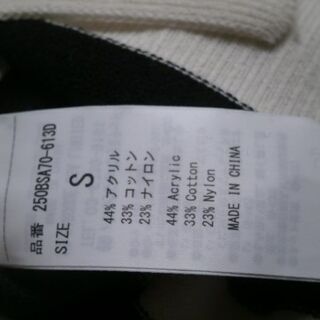 品番 250BSA70-613D
SIZE S
44% アクリル
33% コットン
23% ナイロン
44% Acrylic
33% Cotton
23% Nylon
MADE IN CHINA